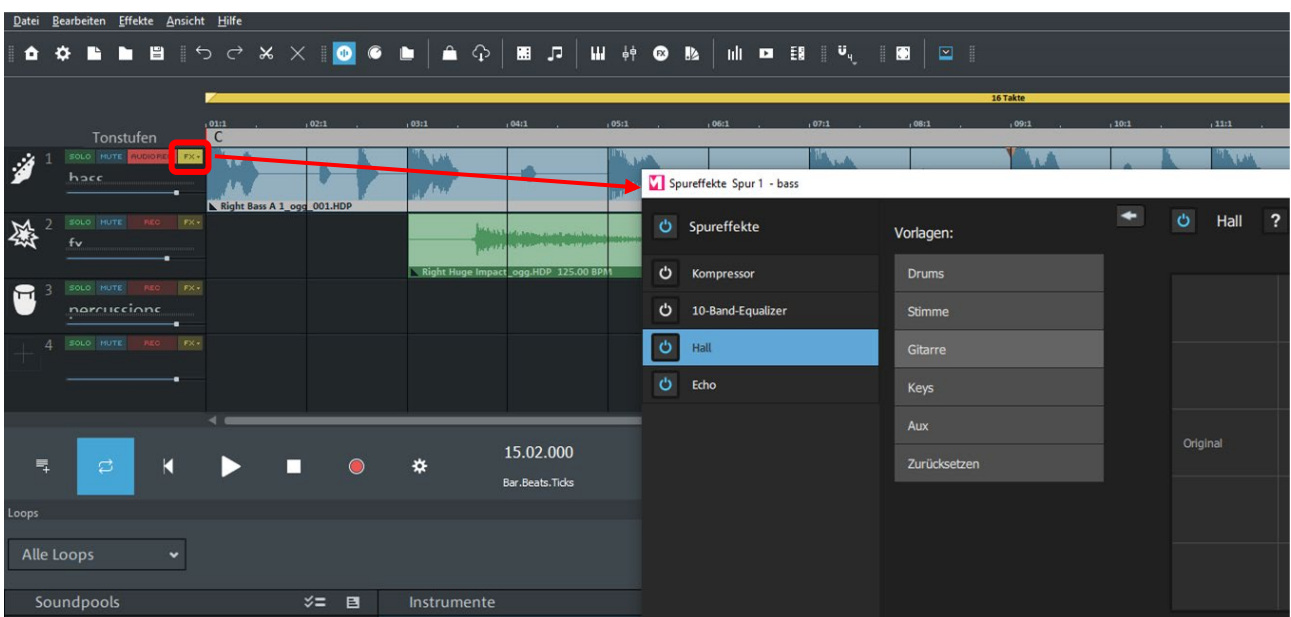 Datei Bearbeiten Effekte Ansicht Hilfe
FX
16 Takte
01:1 02:1 03:1 04:1 05:1 06:1 07:1 08:1 09:1 10:1 11:1
Tonstufen
C
1 SOLO MUTE AUDIO REC FX
bass
Right Bass A 1_ogg_001.HDP
2 SOLO MUTE REC FX
fx
Right Huge Impact_ogg.HDP 125.00 BPM
3 SOLO MUTE REC FX
percussions
4 SOLO MUTE REC FX
15.02.000
Bar.Beats.Ticks
Loops
Alle Loops
Soundpools
Instrumente
Spureffekte Spur 1 - bass
Spureffekte
Kompressor
10-Band-Equalizer
Hall
Echo
Vorlagen:
Drums
Stimme
Gitarre
Keys
Aux
Zurücksetzen
Hall ?
Original